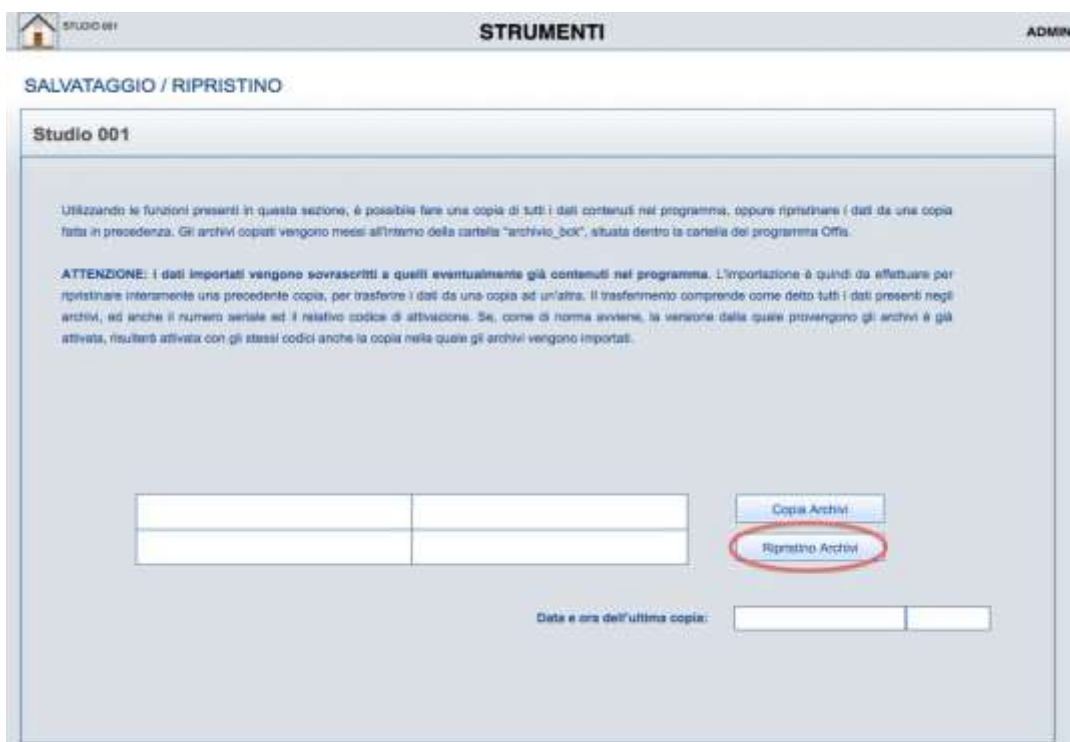 STUDIO 001
STRUMENTI
ADMIN
SALVATAGGIO / RIPRISTINO
Studio 001
Utilizzando le funzioni presenti in questa sezione, è possibile fare una copia di tutti i dati contenuti nel programma, oppure ripristinare i dati da una copia
fatta in precedenza. Gli archivi copiati vengono messi all'interno della cartella "archivio_bck", situata dentro la cartella del programma Offis.
ATTENZIONE: i dati importati vengono sovrascritti a quelli eventualmente già contenuti nel programma. L'importazione è quindi da effettuare per
ripristinare interamente una precedente copia, per trasferire i dati da una copia ad un'altra. Il trasferimento comprende come detto tutti i dati presenti negli
archivi, ed anche il numero seriale ed il relativo codice di attivazione. Se, come di norma avviene, la versione dalla quale provengono gli archivi è già
attivata, risulterà attivata con gli stessi codici anche la copia nella quale gli archivi vengono importati.
Copia Archivi
Ripristino Archivi
Data e ora dell'ultima copia: